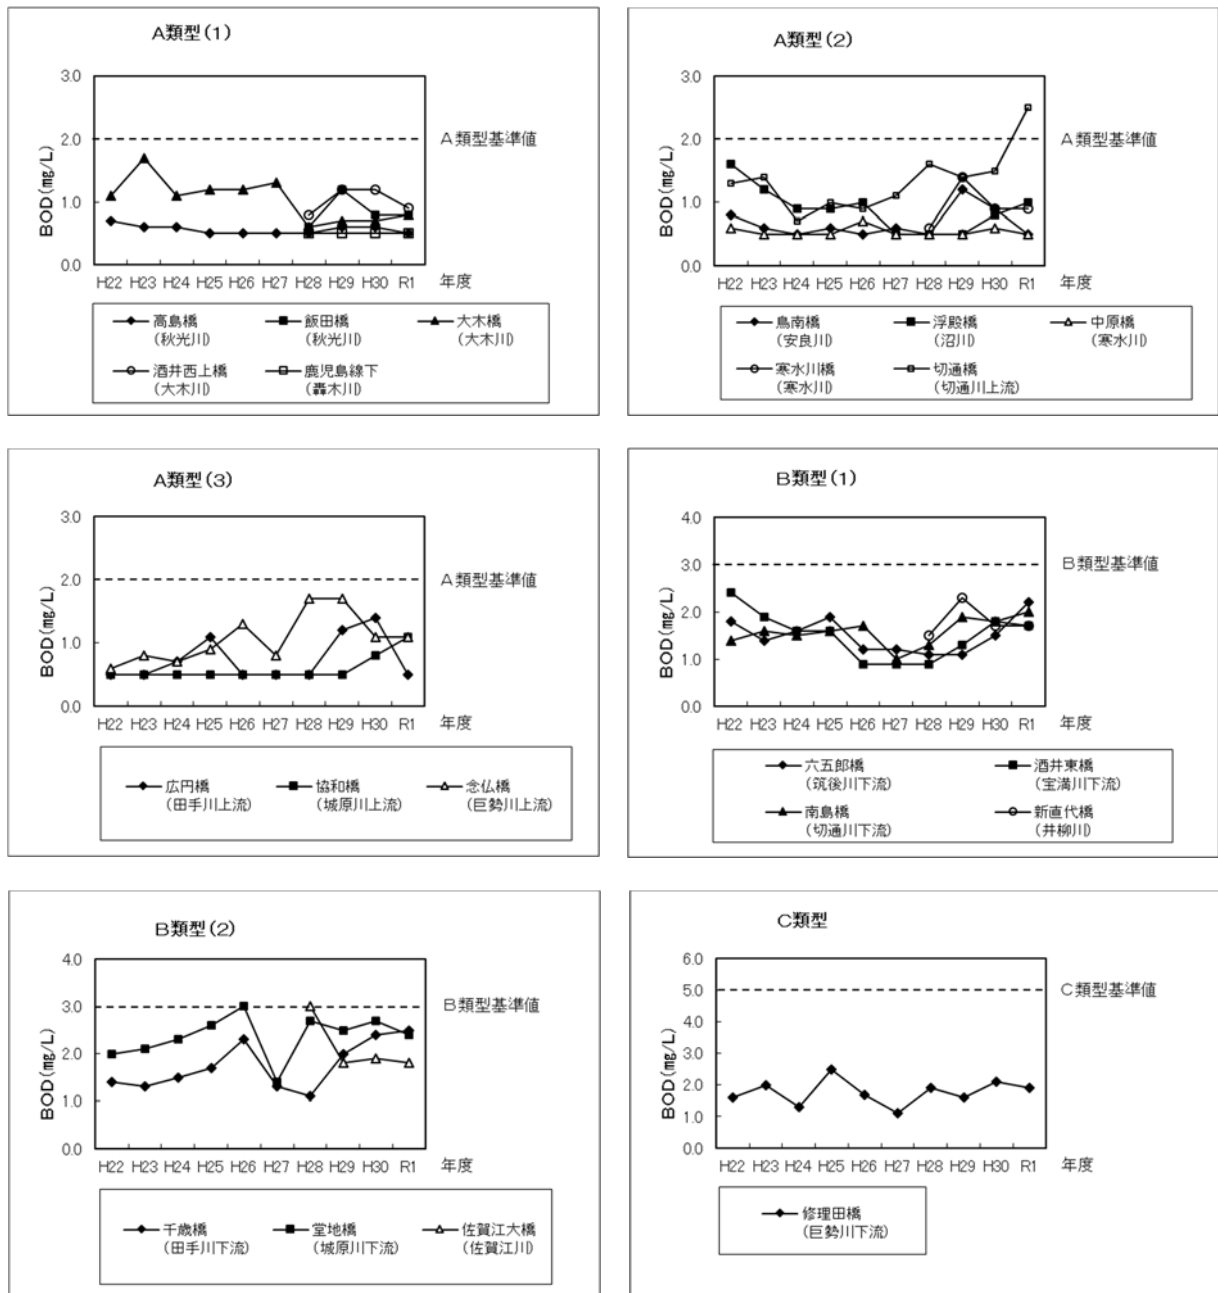 A類型(1)
3.0
2.0
1.0
0.0
BOD(㎎/L)
A類型基準値
H22 H23 H24 H25 H26 H27 H28 H29 H30 R1 年度
高島橋 飯田橋 大木橋
(秋光川) (秋光川) (大木川)
酒井西上橋 鹿児島線下
(大木川) (轟木川)
A類型(2)
3.0
2.0
1.0
0.0
BOD(㎎/L)
A類型基準値
H22 H23 H24 H25 H26 H27 H28 H29 H30 R1 年度
鳥南橋 浮殿橋 中原橋
(安良川) (沼川) (寒水川)
寒水川橋 切通橋
(寒水川) (切通川上流)
A類型(3)
3.0
2.0
1.0
0.0
BOD(㎎/L)
A類型基準値
H22 H23 H24 H25 H26 H27 H28 H29 H30 R1 年度
広円橋 協和橋 念仏橋
(田手川上流) (城原川上流) (巨勢川上流)
B類型(1)
4.0
3.0
2.0
1.0
0.0
BOD(㎎/L)
B類型基準値
H22 H23 H24 H25 H26 H27 H28 H29 H30 R1 年度
六五郎橋 酒井東橋
(筑後川下流) (宝満川下流)
南島橋 新直代橋
(切通川下流) (井柳川)
B類型(2)
4.0
3.0
2.0
1.0
0.0
BOD(㎎/L)
B類型基準値
H22 H23 H24 H25 H26 H27 H28 H29 H30 R1 年度
千歳橋 堂地橋 佐賀江大橋
(田手川下流) (城原川下流) (佐賀江川)
C類型
6.0
5.0
4.0
3.0
2.0
1.0
0.0
BOD(㎎/L)
C類型基準値
H22 H23 H24 H25 H26 H27 H28 H29 H30 R1 年度
修理田橋
(巨勢川下流)